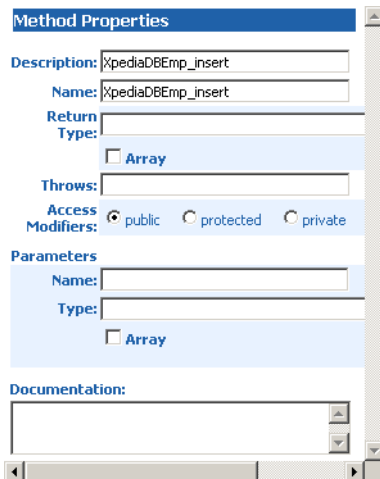 Method Properties
Description: XpediaDBEmp_insert
Name: XpediaDBEmp_insert
Return
Type:
Array
Throws:
Access
Modifiers: public protected private
Parameters
Name:
Type:
Array
Documentation: